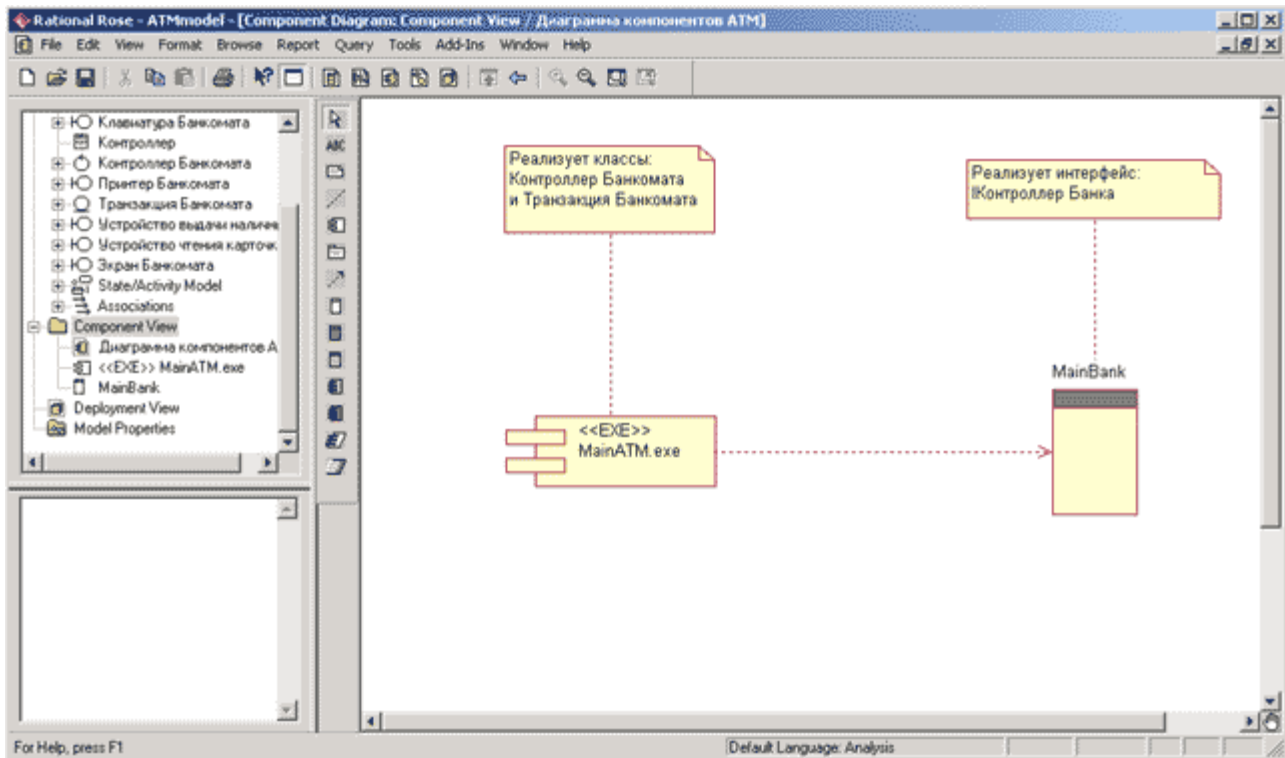 Rational Rose - ATMmodel - [Component Diagram: Component View / Диаграмма компонентов ATM]
File Edit View Format Browse Report Query Tools Add-Ins Window Help
Клавиатура Банкомата
Контроллер
Контроллер Банкомата
Принтер Банкомата
Транзакция Банкомата
Устройство выдачи наличн
Устройство чтения карточк
Экран Банкомата
State/Activity Model
Associations
Component View
Диаграмма компонентов А
<<EXE>> MainATM.exe
MainBank
Deployment View
Model Properties
ABC
Реализует классы:
Контроллер Банкомата
и Транзакция Банкомата
Реализует интерфейс:
IКонтроллер Банка
MainBank
<<EXE>>
MainATM.exe
For Help, press F1
Default Language: Analysis